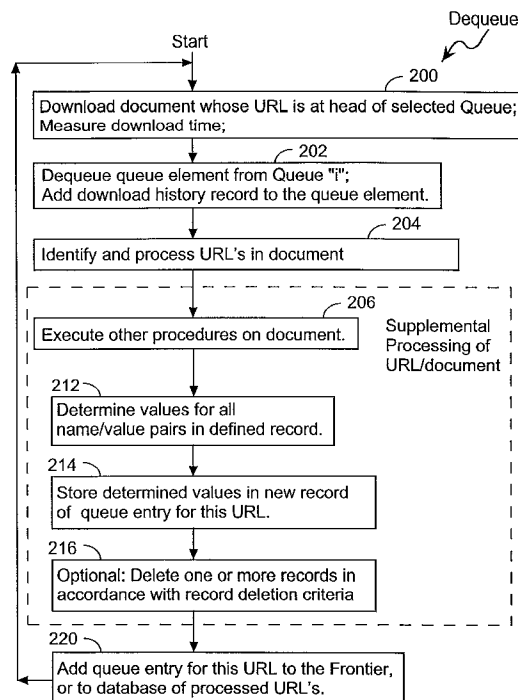 Dequeue
Start
200
Download document whose URL is at head of selected Queue;
Measure download time;
202
Dequeue queue element from Queue "i";
Add download history record to the queue element.
204
Identify and process URL's in document
206
Execute other procedures on document.
Supplemental
Processing of
URL/document
212
Determine values for all
name/value pairs in defined record.
214
Store determined values in new record
of queue entry for this URL.
216
Optional: Delete one or more records in
accordance with record deletion criteria
220
Add queue entry for this URL to the Frontier,
or to database of processed URL's.